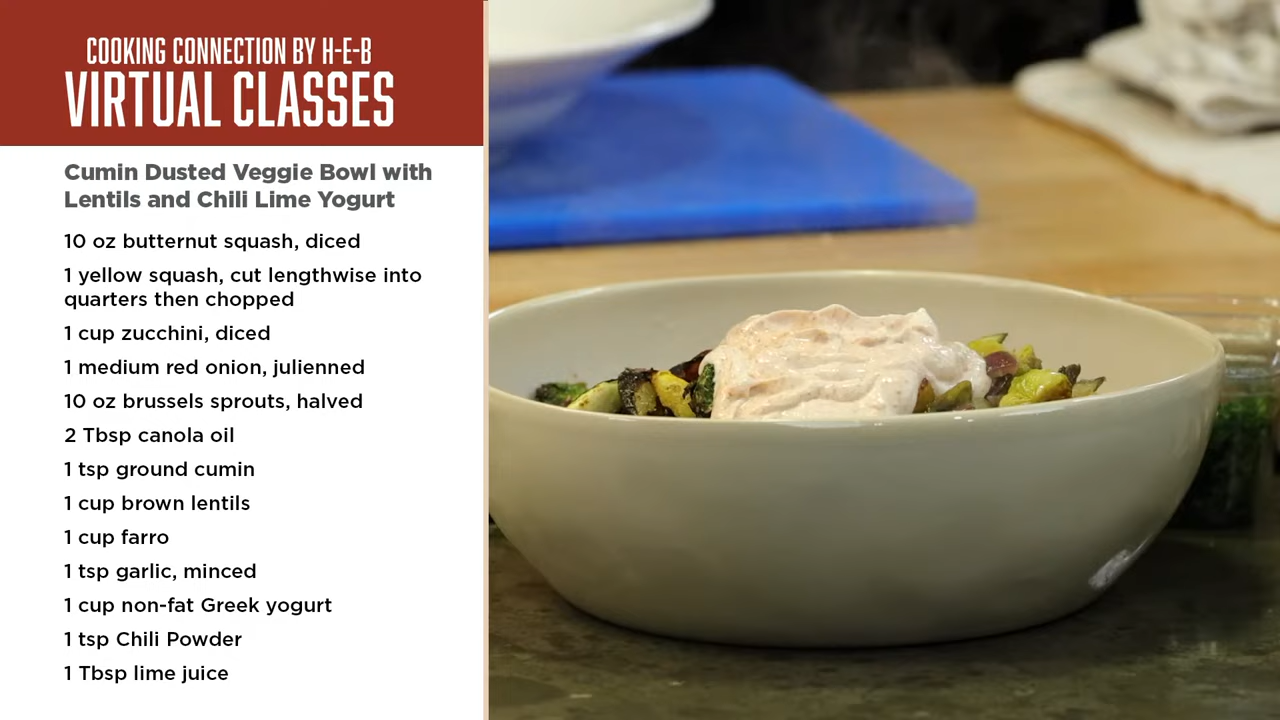 COOKING CONNECTION BY H-E-B
VIRTUAL CLASSES
Cumin Dusted Veggie Bowl with
Lentils and Chili Lime Yogurt
10 oz butternut squash, diced
1 yellow squash, cut lengthwise into
quarters then chopped
1 cup zucchini, diced
1 medium red onion, julienned
10 oz brussels sprouts, halved
2 Tbsp canola oil
1 tsp ground cumin
1 cup brown lentils
1 cup farro
1 tsp garlic, minced
1 cup non-fat Greek yogurt
1 tsp Chili Powder
1 Tbsp lime juice